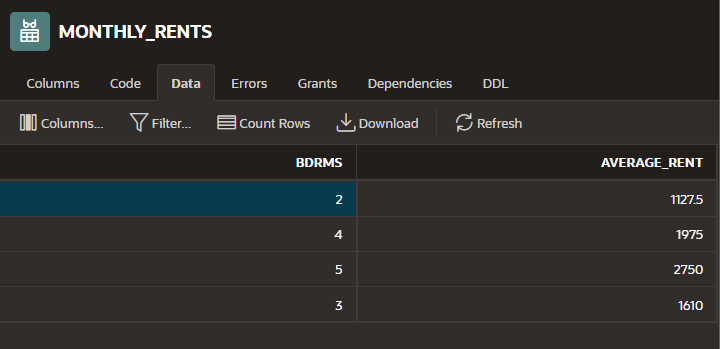 MONTHLY_RENTS
Columns Code Data Errors Grants Dependencies DDL
Columns... Filter... Count Rows Download Refresh
BDRMS AVERAGE_RENT
2 1127.5
4 1975
5 2750
3 1610